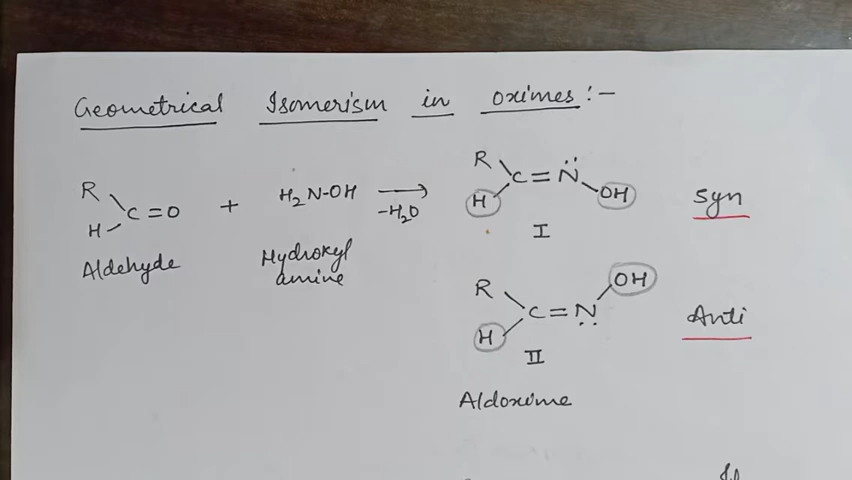 Geometrical Isomerism in oximes :-
R
H
C=O
+
H₂N-OH
-H₂O
Aldehyde
Hydroxyl
amine
R
H
C=N̈
OH
I
Syn
R
H
C=N
OH
II
Anti
Aldoxime